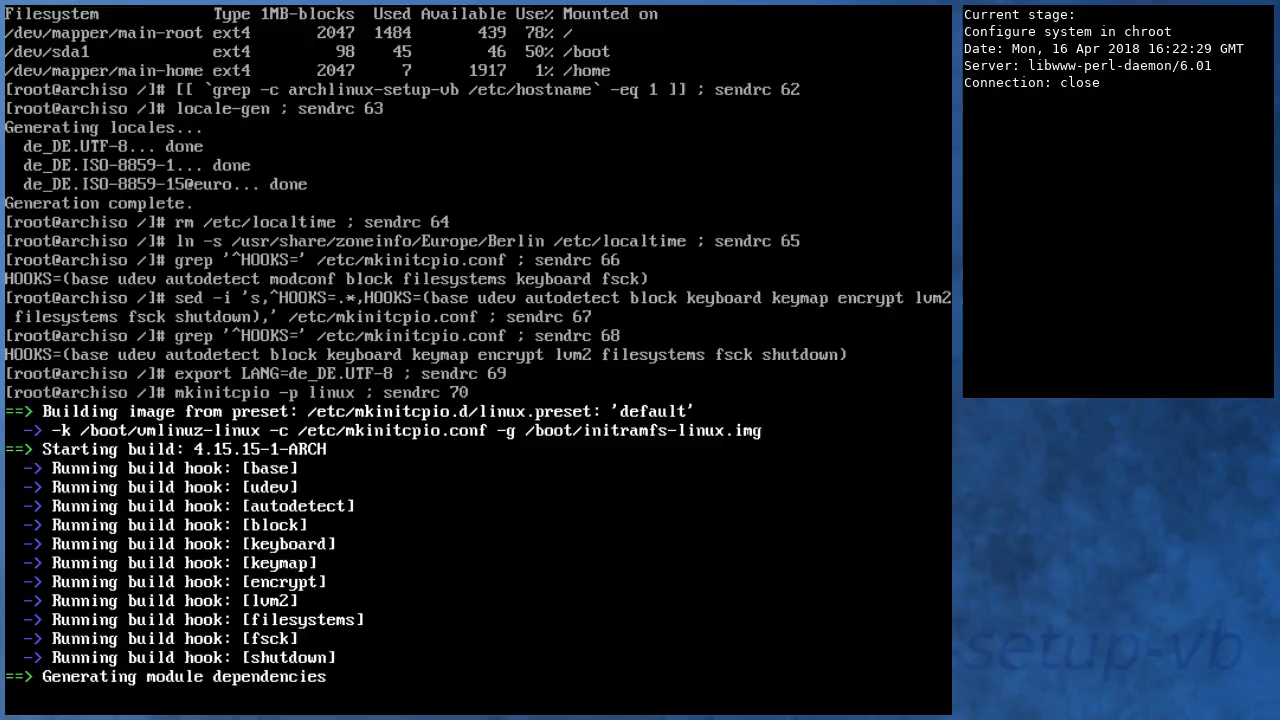 Filesystem            Type 1MB-blocks  Used Available Use% Mounted on
/dev/mapper/main-root ext4       2047  1484       439  78% /
/dev/sda1             ext4         98    45        46  50% /boot
/dev/mapper/main-home ext4       2047     7      1917   1% /home
[root@archiso /]# [[ `grep -c archlinux-setup-vb /etc/hostname` -eq 1 ]] ; sendrc 62
[root@archiso /]# locale-gen ; sendrc 63
Generating locales...
  de_DE.UTF-8... done
  de_DE.ISO-8859-1... done
  de_DE.ISO-8859-15@euro... done
Generation complete.
[root@archiso /]# rm /etc/localtime ; sendrc 64
[root@archiso /]# ln -s /usr/share/zoneinfo/Europe/Berlin /etc/localtime ; sendrc 65
[root@archiso /]# grep '^HOOKS=' /etc/mkinitcpio.conf ; sendrc 66
HOOKS=(base udev autodetect modconf block filesystems keyboard fsck)
[root@archiso /]# sed -i 's,^HOOKS=.*,HOOKS=(base udev autodetect block keyboard keymap encrypt lvm2
 filesystems fsck shutdown),' /etc/mkinitcpio.conf ; sendrc 67
[root@archiso /]# grep '^HOOKS=' /etc/mkinitcpio.conf ; sendrc 68
HOOKS=(base udev autodetect block keyboard keymap encrypt lvm2 filesystems fsck shutdown)
[root@archiso /]# export LANG=de_DE.UTF-8 ; sendrc 69
[root@archiso /]# mkinitcpio -p linux ; sendrc 70
==> Building image from preset: /etc/mkinitcpio.d/linux.preset: 'default'
  -> -k /boot/vmlinuz-linux -c /etc/mkinitcpio.conf -g /boot/initramfs-linux.img
==> Starting build: 4.15.15-1-ARCH
  -> Running build hook: [base]
  -> Running build hook: [udev]
  -> Running build hook: [autodetect]
  -> Running build hook: [block]
  -> Running build hook: [keyboard]
  -> Running build hook: [keymap]
  -> Running build hook: [encrypt]
  -> Running build hook: [lvm2]
  -> Running build hook: [filesystems]
  -> Running build hook: [fsck]
  -> Running build hook: [shutdown]
==> Generating module dependencies
Current stage:
Configure system in chroot
Date: Mon, 16 Apr 2018 16:22:29 GMT
Server: libwww-perl-daemon/6.01
Connection: close
setup-vb